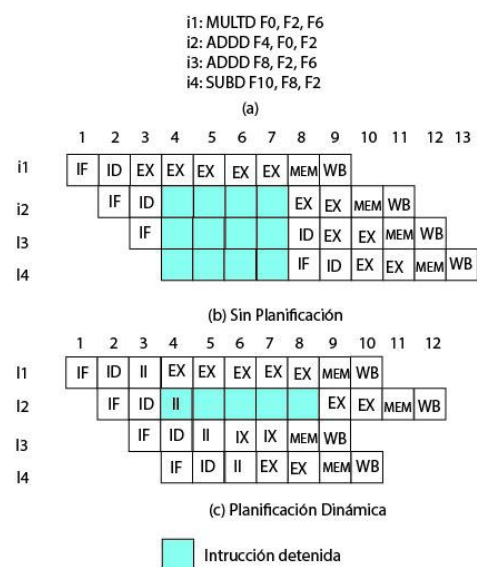 i1: MULTD F0, F2, F6
i2: ADDD F4, F0, F2
i3: ADDD F8, F2, F6
i4: SUBD F10, F8, F2
(a)
1 2 3 4 5 6 7 8 9 10 11 12 13
i1 IF ID EX EX EX EX EX MEM WB
i2 IF ID EX EX MEM WB
I3 IF ID EX EX MEM WB
I4 IF ID EX EX MEM WB
(b) Sin Planificación
1 2 3 4 5 6 7 8 9 10 11 12
I1 IF ID II EX EX EX EX EX MEM WB
I2 IF ID II EX EX MEM WB
I3 IF ID II IX IX MEM WB
I4 IF ID II EX EX MEM WB
(c) Planificación Dinámica
Intrucción detenida